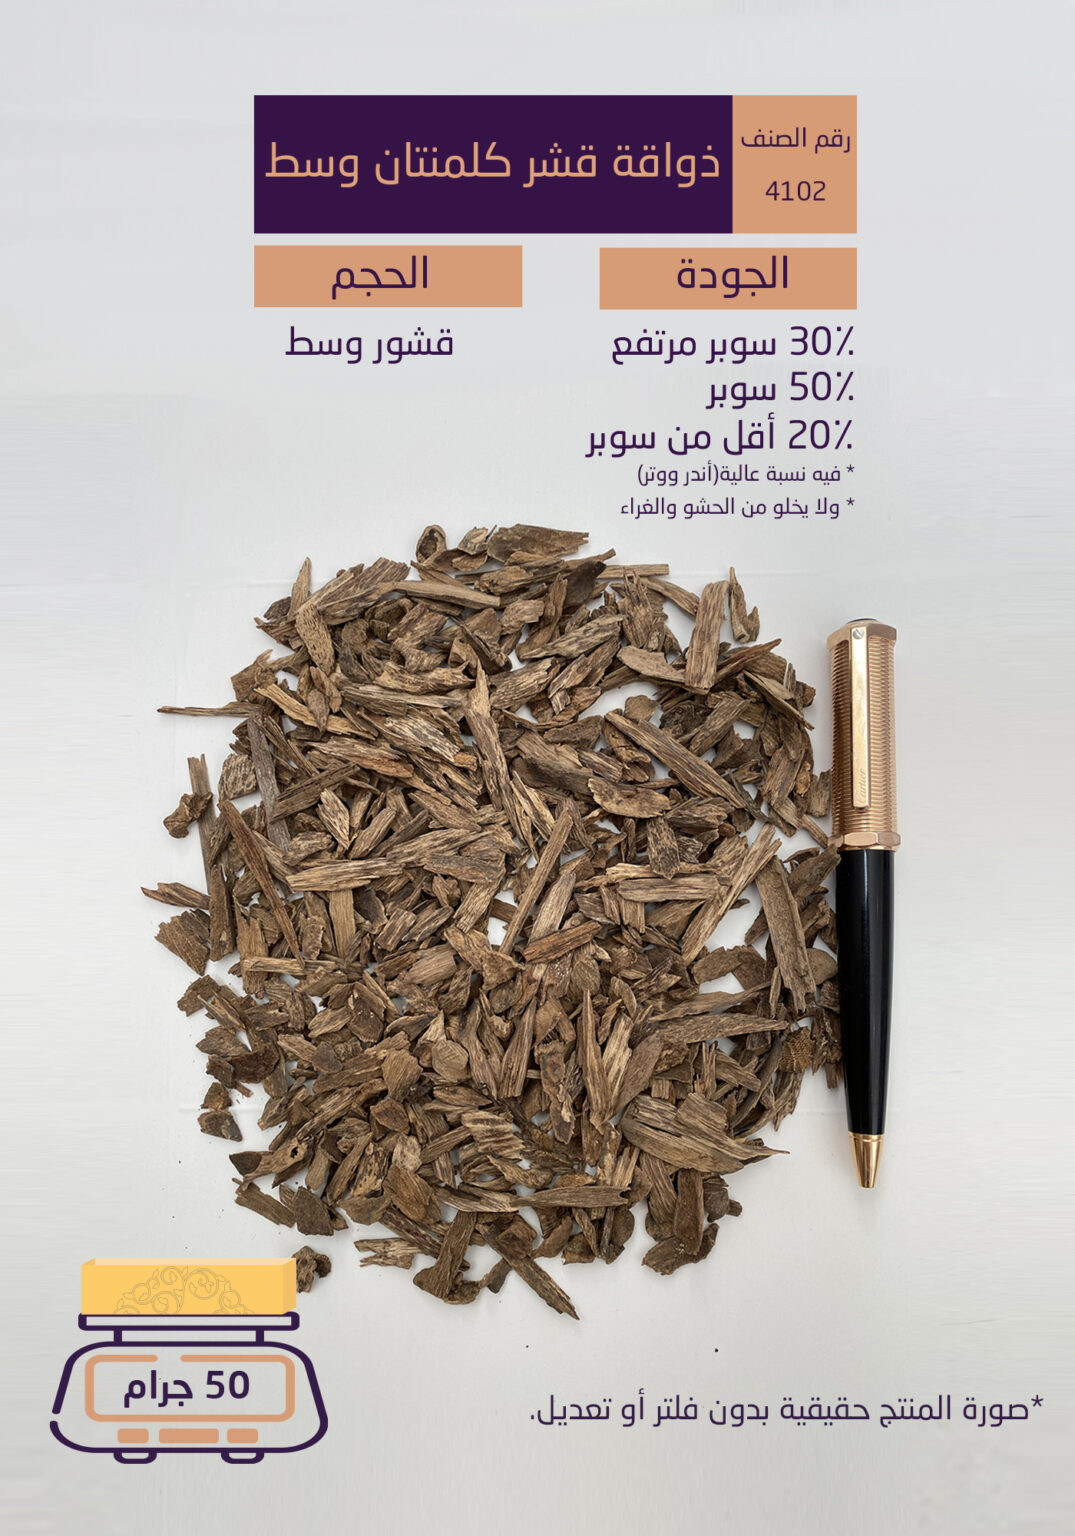 رقم الصنف
4102
ذواقة قشر كلمنتان وسط
الجودة
30٪ سوبر مرتفع
50٪ سوبر
20٪ أقل من سوبر
* فيه نسبة عالية(أندر ووتر)
* ولا يخلو من الحشو والغراء
الحجم
قشور وسط
Cartier
50 جرام
*صورة المنتج حقيقية بدون فلتر أو تعديل.